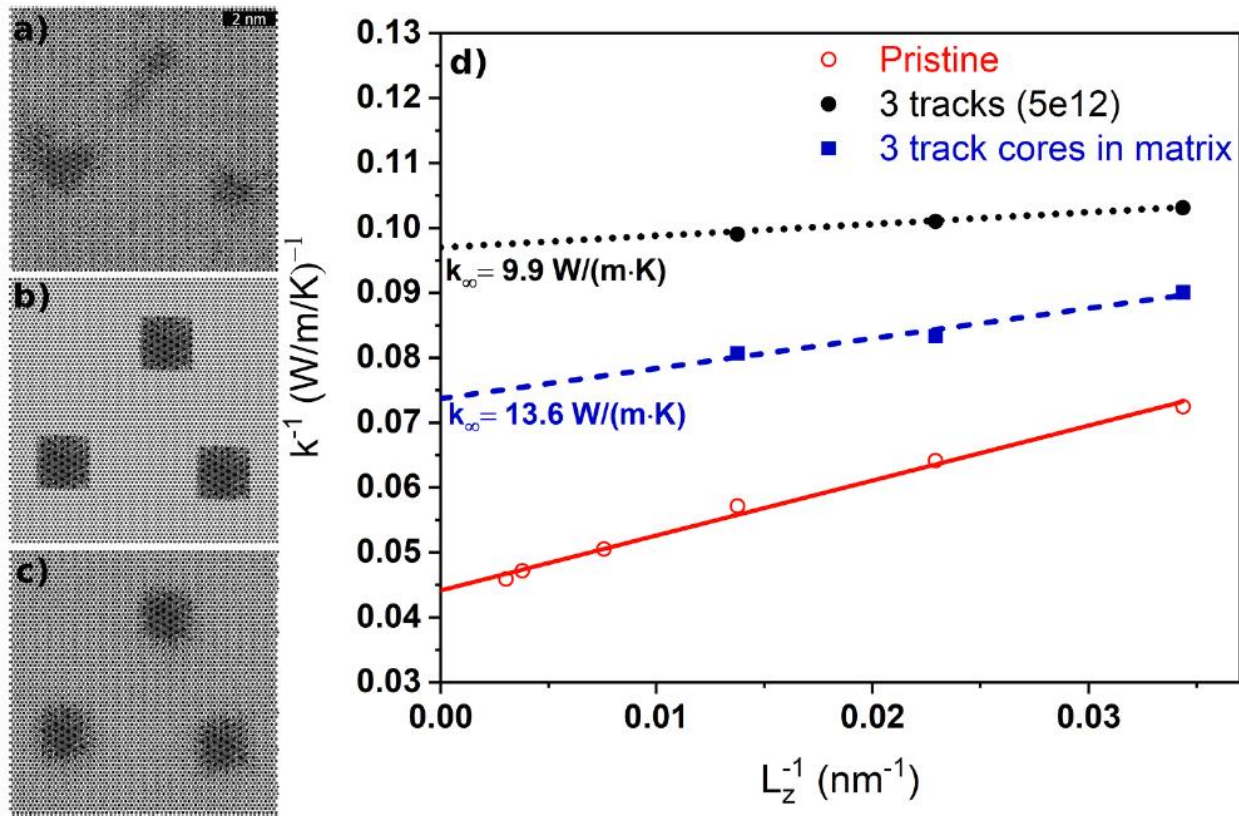 a)
2 nm
b)
c)
d)
Pristine
3 tracks (5e12)
3 track cores in matrix
k∞= 9.9 W/(m·K)
k∞= 13.6 W/(m·K)
k⁻¹ (W/m/K)⁻¹
0.13
0.12
0.11
0.10
0.09
0.08
0.07
0.06
0.05
0.04
0.03
0.00
0.01
0.02
0.03
L_z⁻¹ (nm⁻¹)